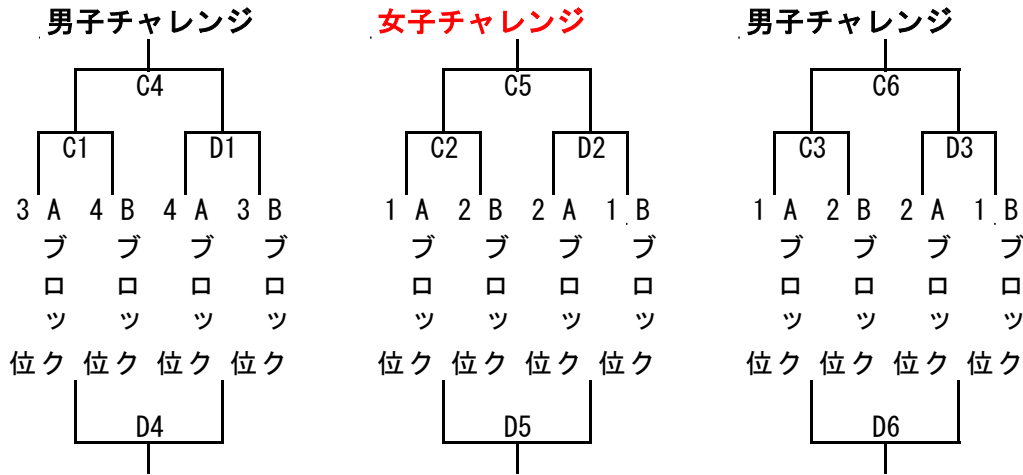 男子チャレンジ 女子チャレンジ 男子チャレンジ
C4 C5 C6
C1 D1 C2 D2 C3 D3
3 A 4 B 4 A 3 B 1 A 2 B 2 A 1 B 1 A 2 B 2 A 1 B
ブ ブ ブ ブ ブ ブ ブ ブ ブ ブ ブ ブ
ロ ロ ロ ロ ロ ロ ロ ロ ロ ロ ロ ロ
ッ ッ ッ ッ ッ ッ ッ ッ ッ ッ ッ ッ
位 ク 位 ク 位 ク 位 ク 位 ク 位 ク 位 ク 位 ク 位 ク 位 ク 位 ク 位 ク
D4 D5 D6